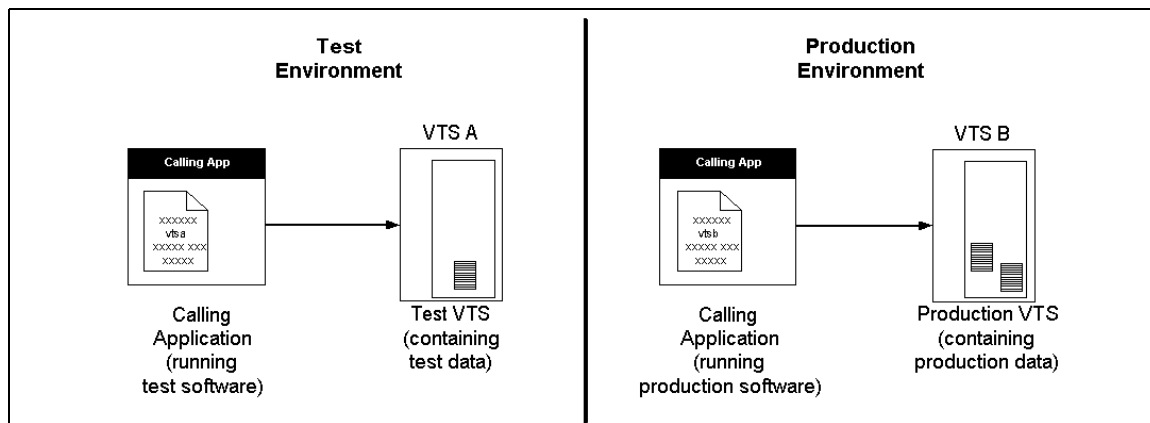 Test
Environment
VTS A
Calling App
XXXXXX
vtsa
XXXXX XXX
XXXXX
Calling
Application
(running
test software)
Test VTS
(containing
test data)
Production
Environment
VTS B
Calling App
XXXXXX
vtsb
XXXXX XXX
XXXXX
Calling
Application
(running
production software)
Production VTS
(containing
production data)